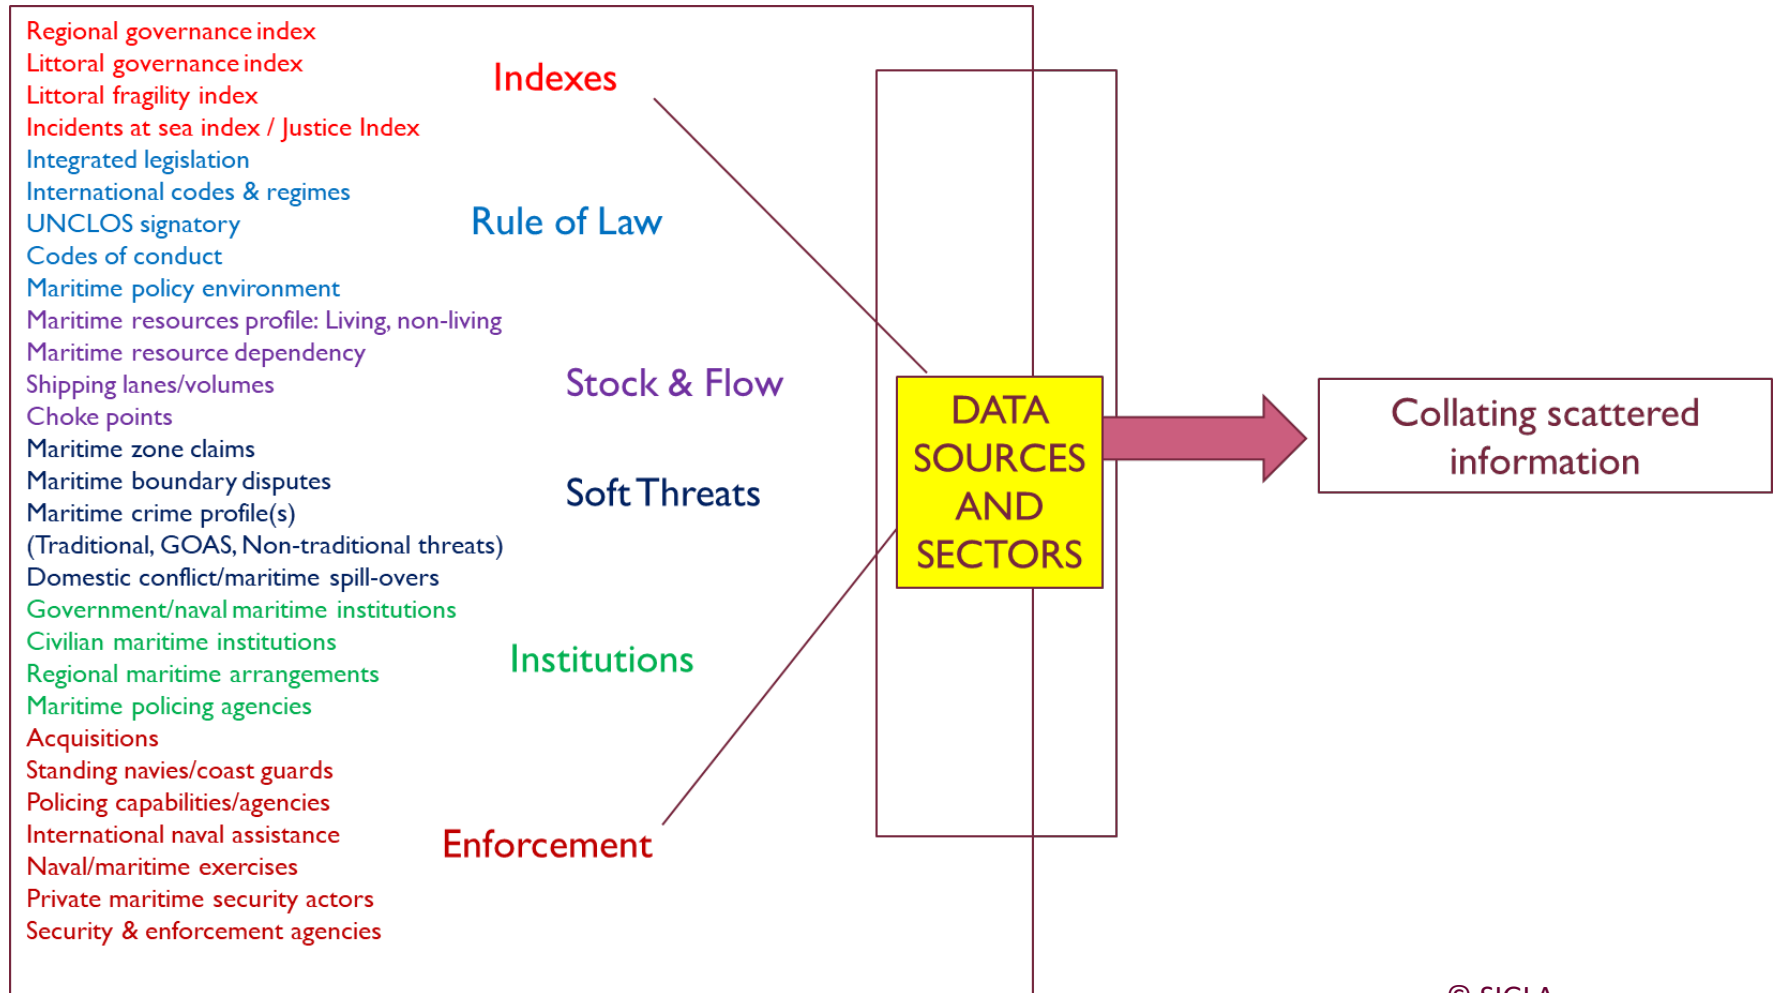 Regional governance index
Littoral governance index
Littoral fragility index
Incidents at sea index / Justice Index
Integrated legislation
International codes & regimes
UNCLOS signatory
Codes of conduct
Maritime policy environment
Maritime resources profile: Living, non-living
Maritime resource dependency
Shipping lanes/volumes
Choke points
Maritime zone claims
Maritime boundary disputes
Maritime crime profile(s)
(Traditional, GOAS, Non-traditional threats)
Domestic conflict/maritime spill-overs
Government/naval maritime institutions
Civilian maritime institutions
Regional maritime arrangements
Maritime policing agencies
Acquisitions
Standing navies/coast guards
Policing capabilities/agencies
International naval assistance
Naval/maritime exercises
Private maritime security actors
Security & enforcement agencies
Indexes
Rule of Law
Stock & Flow
Soft Threats
Institutions
Enforcement
DATA
SOURCES
AND
SECTORS
Collating scattered
information
© SIGLA